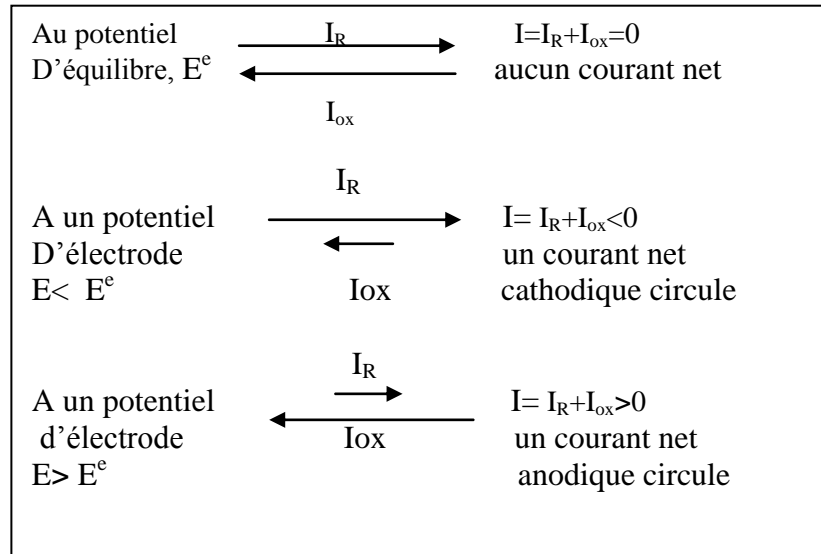 Au potentiel I_R I=I_R+I_ox=0
D'équilibre, E^e aucun courant net
I_ox
I_R
A un potentiel I= I_R+I_ox<0
D'électrode un courant net
E< E^e Iox cathodique circule
I_R
A un potentiel I= I_R+I_ox>0
d'électrode Iox un courant net
E> E^e anodique circule